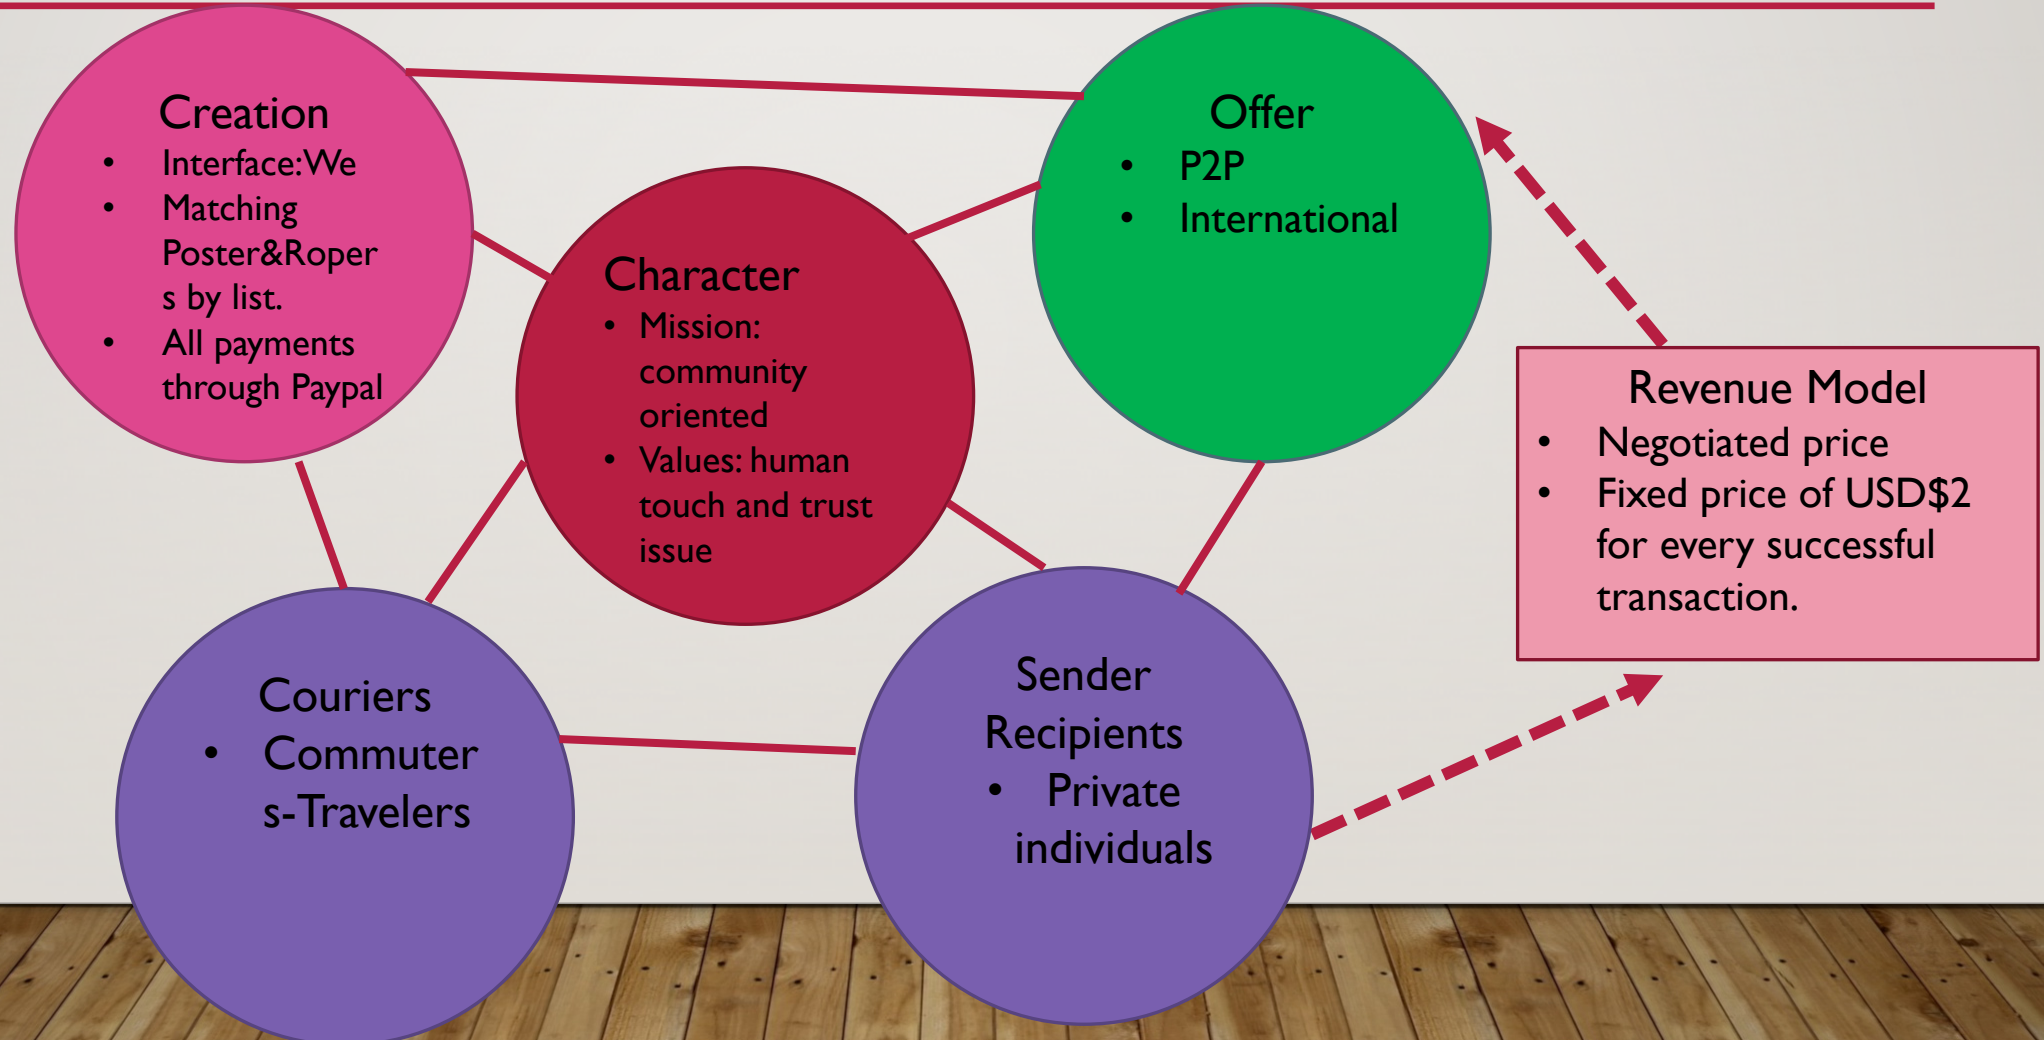 Creation
• Interface:We
• Matching
Poster&Roper
s by list.
• All payments
through Paypal
Character
• Mission:
community
oriented
• Values: human
touch and trust
issue
Offer
• P2P
• International
Revenue Model
• Negotiated price
• Fixed price of USD$2
for every successful
transaction.
Couriers
• Commuter
s-Travelers
Sender
Recipients
• Private
individuals